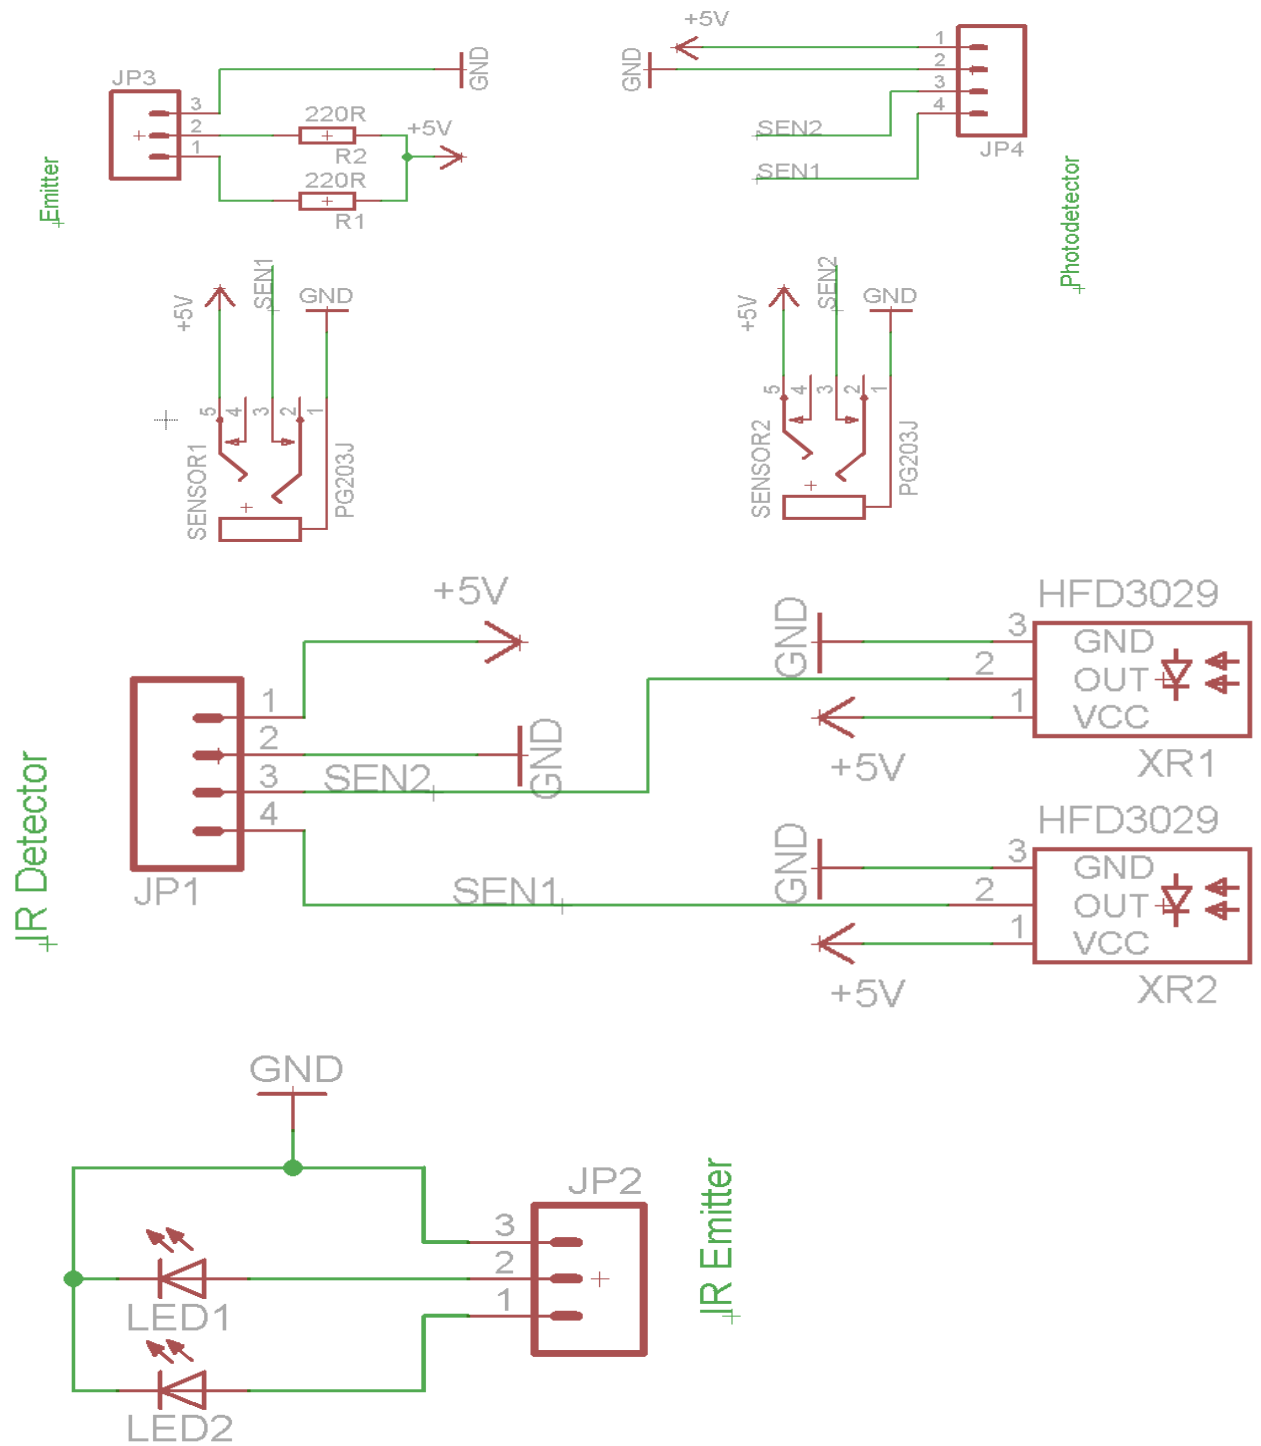 +5V
GND
1
2
3
4
SEN2
SEN1
JP4
Photodetector
JP3
3
2
1
GND
220R
R2
+5V
220R
R1
Emitter
+5V
SEN1
GND
5
4
3
2
1
SENSOR1
PG203J
+5V
SEN2
GND
5
4
3
2
1
SENSOR2
PG203J
+5V
1
2
3
4
GND
SEN2
SEN1
JP1
IR Detector
HFD3029
GND
3
2
1
GND
OUT
VCC
+5V
XR1
HFD3029
GND
3
2
1
GND
OUT
VCC
+5V
XR2
GND
JP2
3
2
1
LED1
LED2
IR Emitter